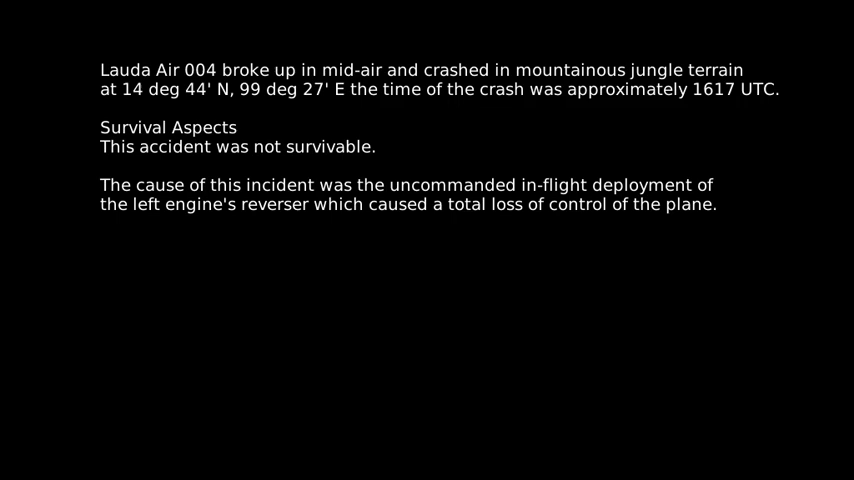 Lauda Air 004 broke up in mid-air and crashed in mountainous jungle terrain
at 14 deg 44' N, 99 deg 27' E the time of the crash was approximately 1617 UTC.
Survival Aspects
This accident was not survivable.
The cause of this incident was the uncommanded in-flight deployment of
the left engine's reverser which caused a total loss of control of the plane.